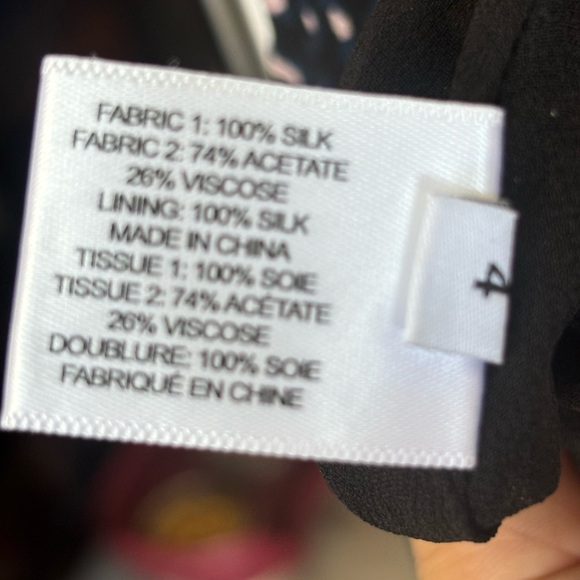 FABRIC 1: 100% SILK
FABRIC 2: 74% ACETATE
26% VISCOSE
LINING: 100% SILK
MADE IN CHINA
TISSUE 1: 100% SOIE
TISSUE 2: 74% ACÉTATE
26% VISCOSE
DOUBLURE: 100% SOIE
FABRIQUÉ EN CHINE
4